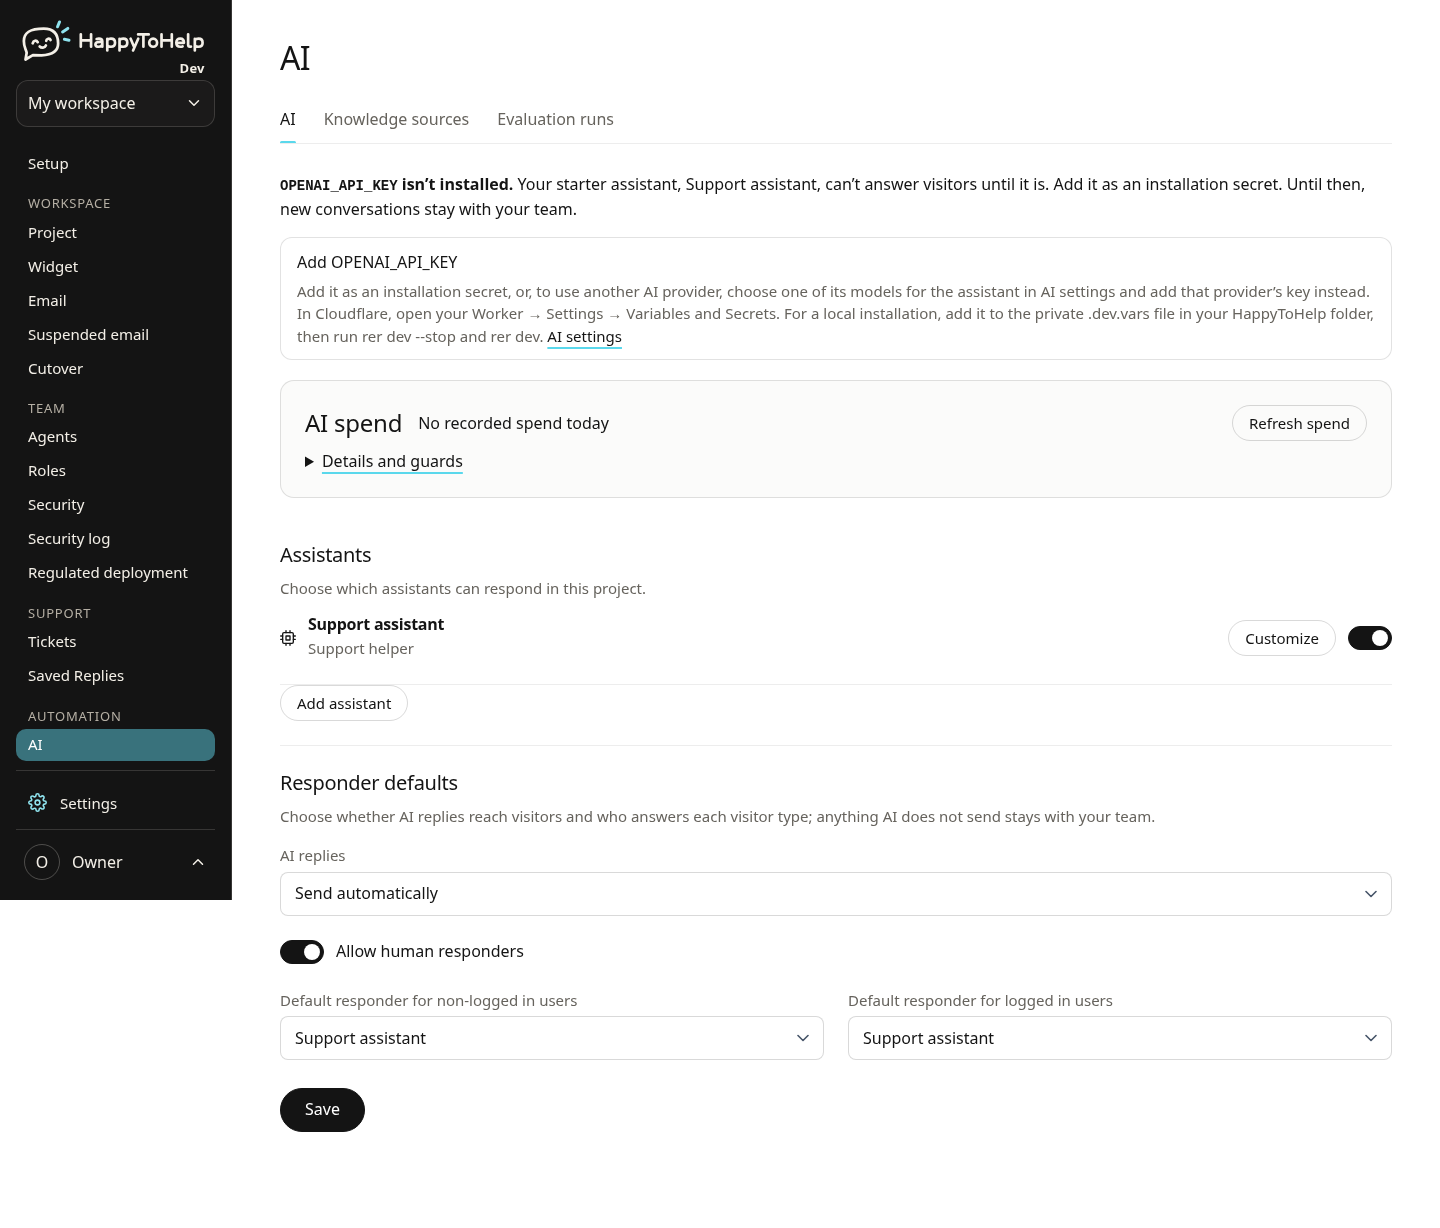 HappyToHelp
Dev
My workspace
Setup
WORKSPACE
Project
Widget
Email
Suspended email
Cutover
TEAM
Agents
Roles
Security
Security log
Regulated deployment
SUPPORT
Tickets
Saved Replies
AUTOMATION
AI
Settings
O Owner
AI
AI Knowledge sources Evaluation runs
OPENAI_API_KEY isn’t installed. Your starter assistant, Support assistant, can’t answer visitors until it is. Add it as an installation secret. Until then,
new conversations stay with your team.
Add OPENAI_API_KEY
Add it as an installation secret, or, to use another AI provider, choose one of its models for the assistant in AI settings and add that provider’s key instead.
In Cloudflare, open your Worker → Settings → Variables and Secrets. For a local installation, add it to the private .dev.vars file in your HappyToHelp folder,
then run rer dev --stop and rer dev. AI settings
AI spend No recorded spend today Refresh spend
Details and guards
Assistants
Choose which assistants can respond in this project.
Support assistant
Support helper
Customize
Add assistant
Responder defaults
Choose whether AI replies reach visitors and who answers each visitor type; anything AI does not send stays with your team.
AI replies
Send automatically
Allow human responders
Default responder for non-logged in users
Support assistant
Default responder for logged in users
Support assistant
Save